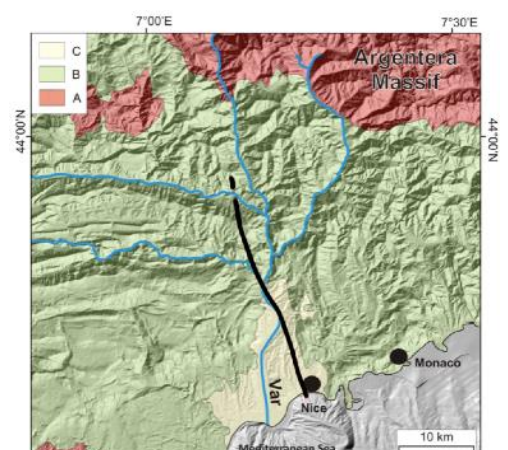 7°00'E
7°30'E
C
B
A
Argentera
Massif
44°00'N
44°00'N
Monaco
Var
Nice
Mediterranean Sea
10 km